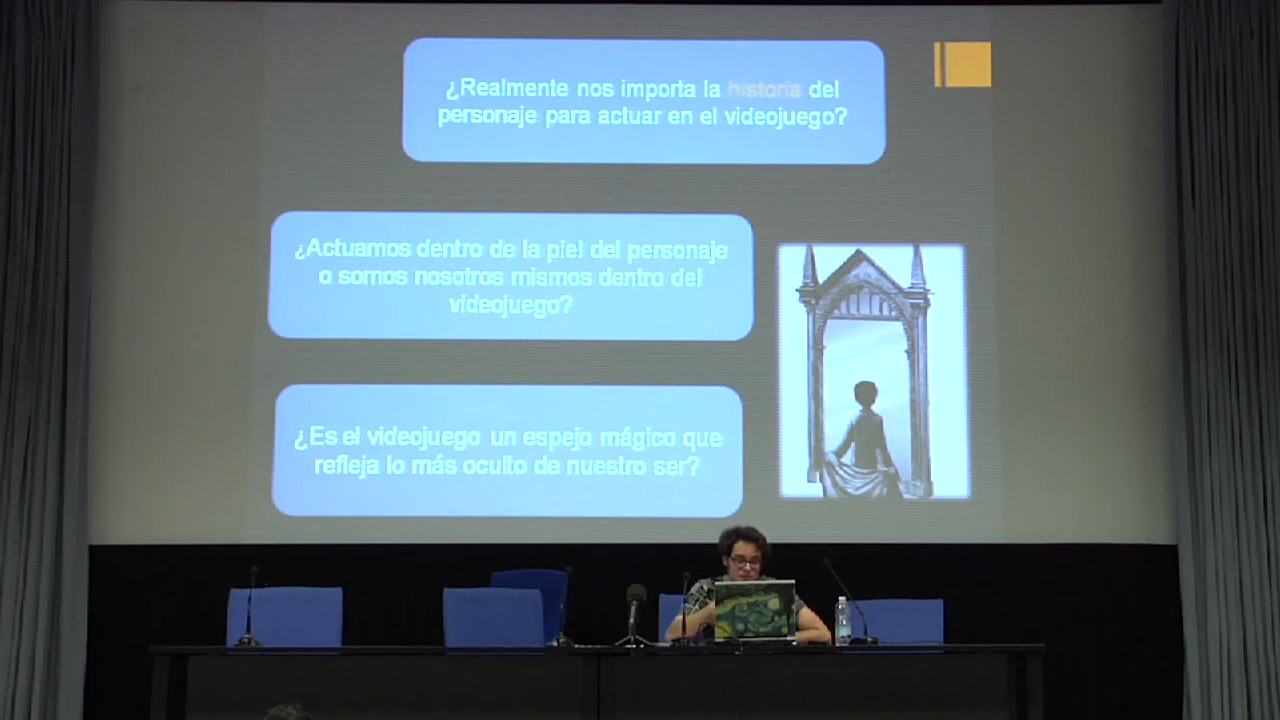 ¿Realmente nos importa la historia del
personaje para actuar en el videojuego?
¿Actuamos dentro de la piel del personaje
o somos nosotros mismos dentro del
videojuego?
¿Es el videojuego un espejo mágico que
refleja lo más oculto de nuestro ser?